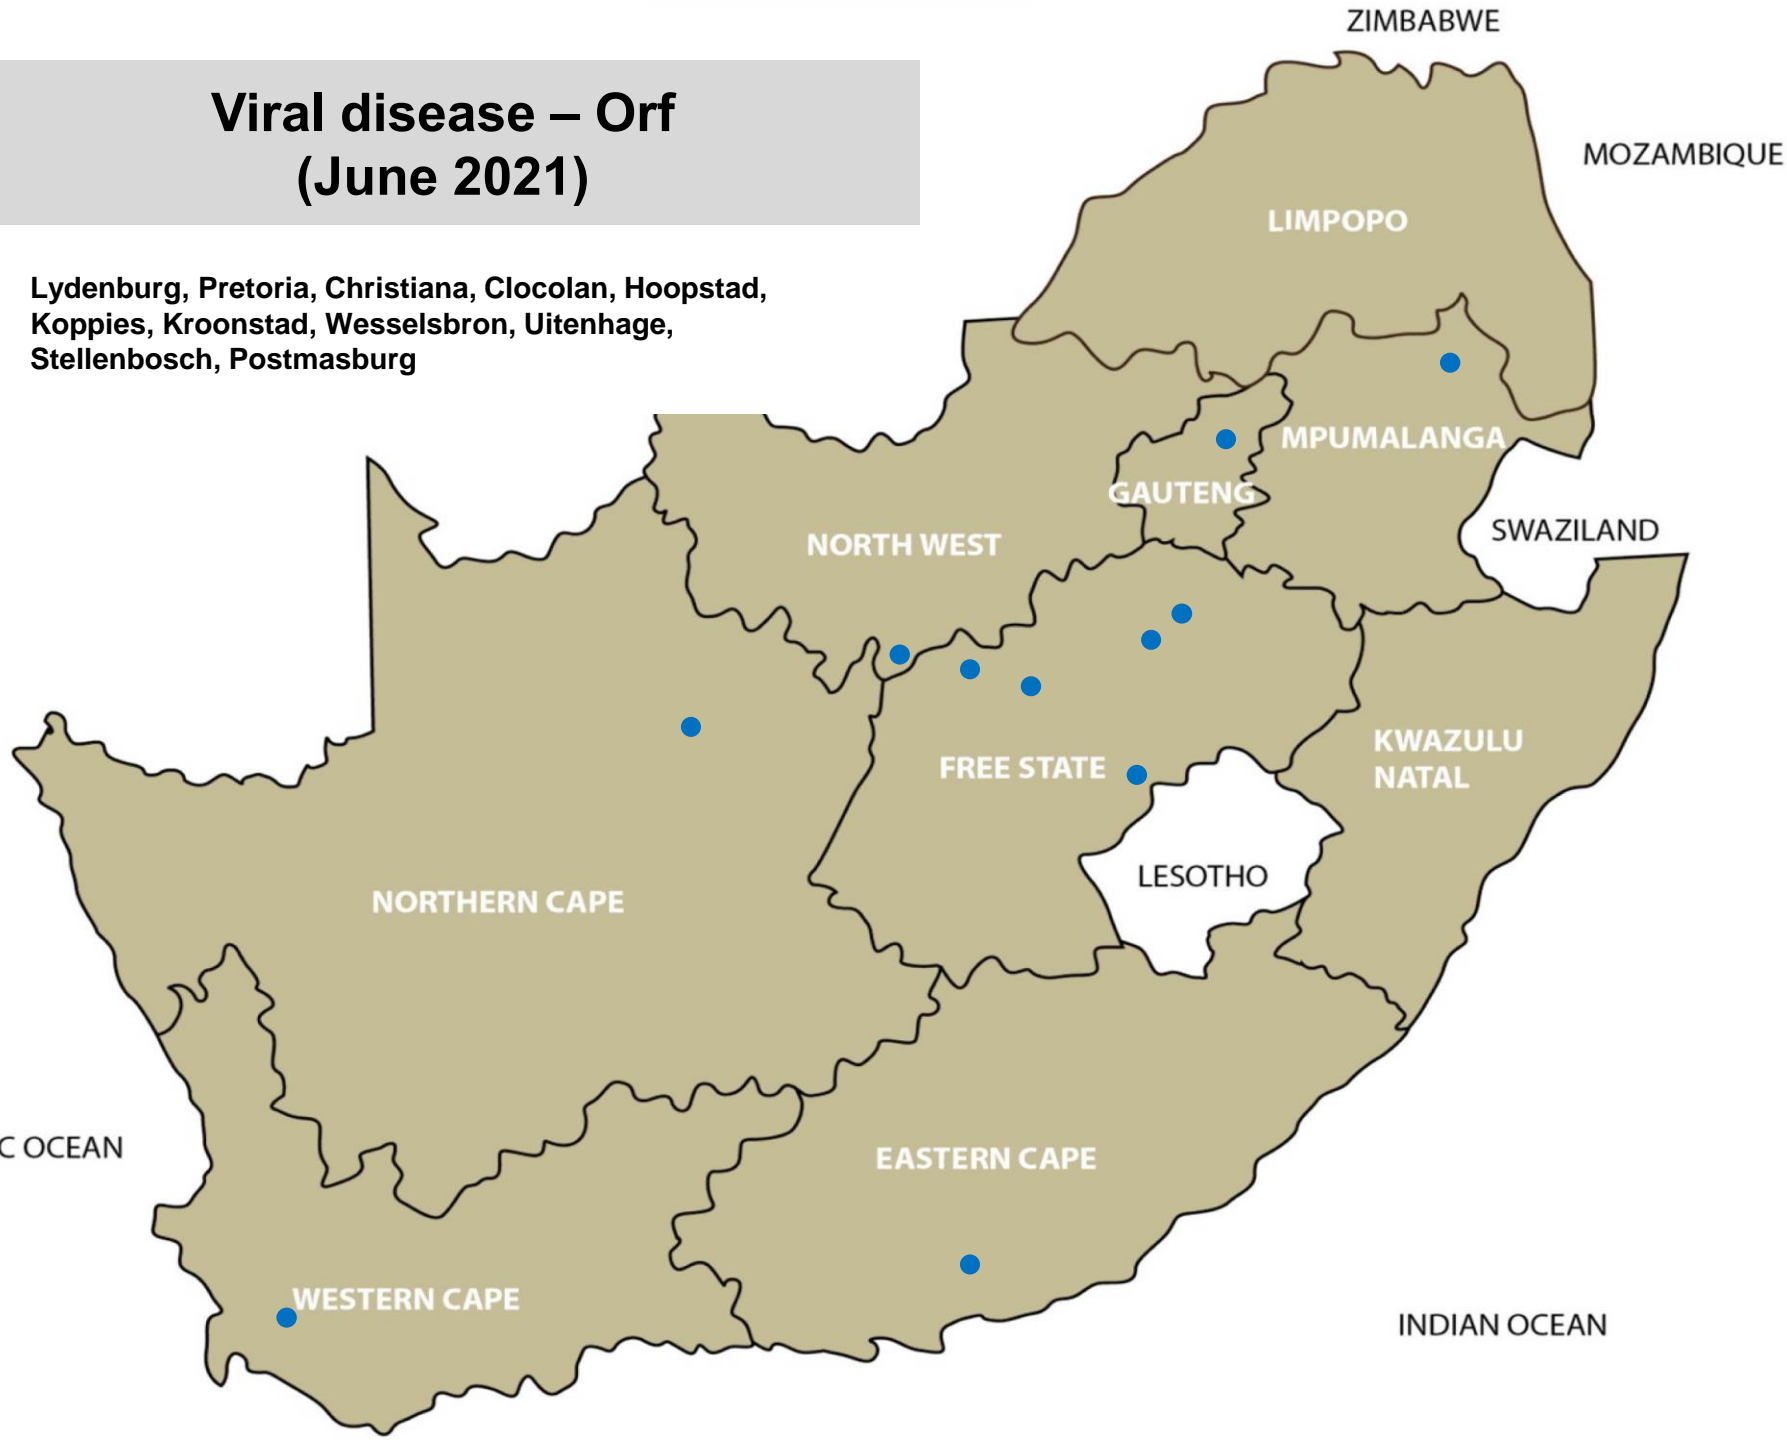 ZIMBABWE
Viral disease – Orf
(June 2021)
MOZAMBIQUE
LIMPOPO
Lydenburg, Pretoria, Christiana, Clocolan, Hoopstad,
Koppies, Kroonstad, Wesselsbron, Uitenhage,
Stellenbosch, Postmasburg
MPUMALANGA
GAUTENG
SWAZILAND
NORTH WEST
KWAZULU
NATAL
FREE STATE
LESOTHO
NORTHERN CAPE
C OCEAN
EASTERN CAPE
WESTERN CAPE
INDIAN OCEAN